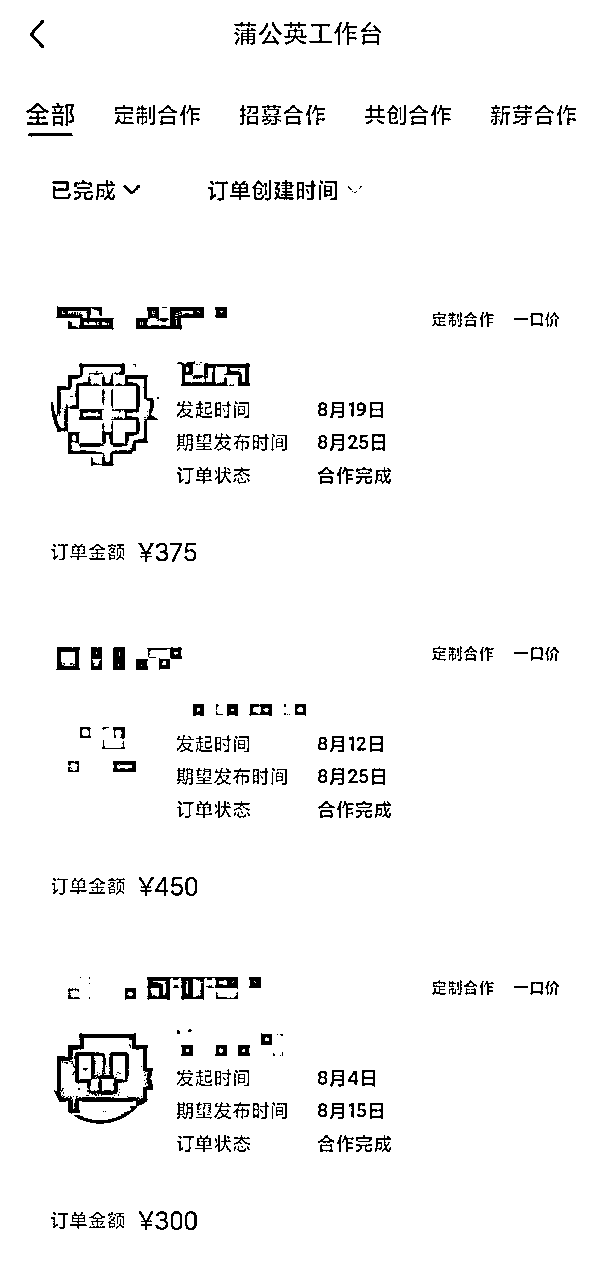 蒲公英工作台
全部 定制合作 招募合作 共创合作 新芽合作
已完成 订单创建时间
定制合作 一口价
发起时间 8月19日
期望发布时间 8月25日
订单状态 合作完成
订单金额 ¥375
定制合作 一口价
发起时间 8月12日
期望发布时间 8月25日
订单状态 合作完成
订单金额 ¥450
定制合作 一口价
发起时间 8月4日
期望发布时间 8月15日
订单状态 合作完成
订单金额 ¥300